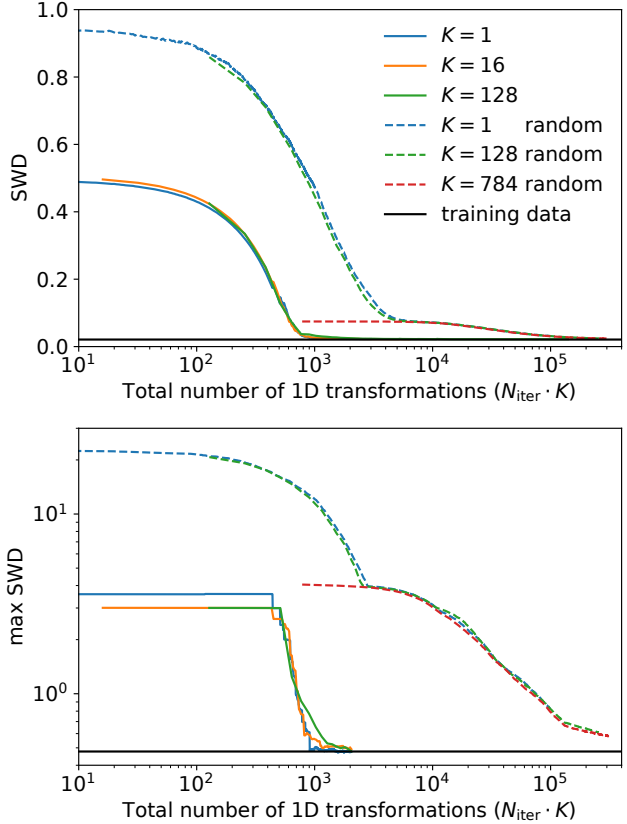 1.0
0.8
0.6
0.4
0.2
0.0
SWD
K = 1
K = 16
K = 128
K = 1 random
K = 128 random
K = 784 random
training data
10^1 10^2 10^3 10^4 10^5
Total number of 1D transformations (N_iter · K)
10^1
10^0
max SWD
10^1 10^2 10^3 10^4 10^5
Total number of 1D transformations (N_iter · K)